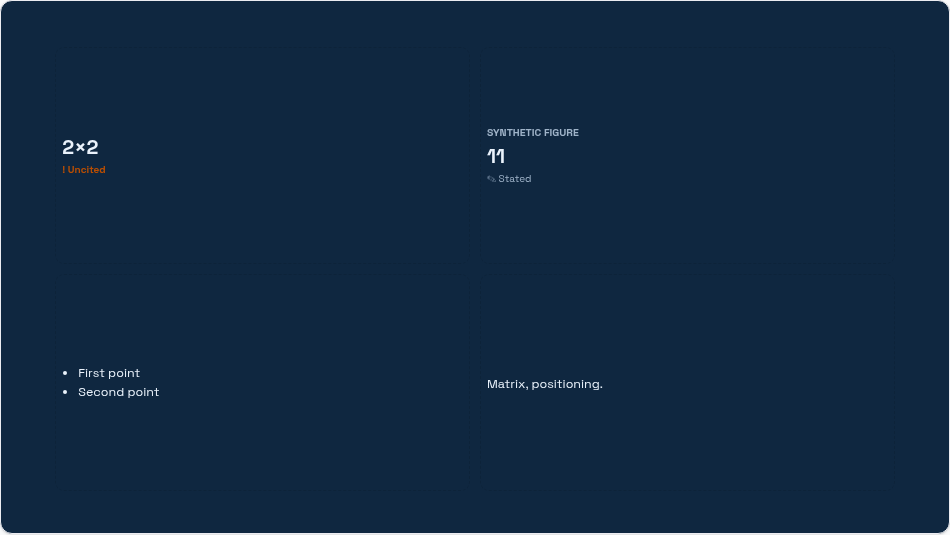 2×2
! Uncited
SYNTHETIC FIGURE
11
✎ Stated
• First point
• Second point
Matrix, positioning.